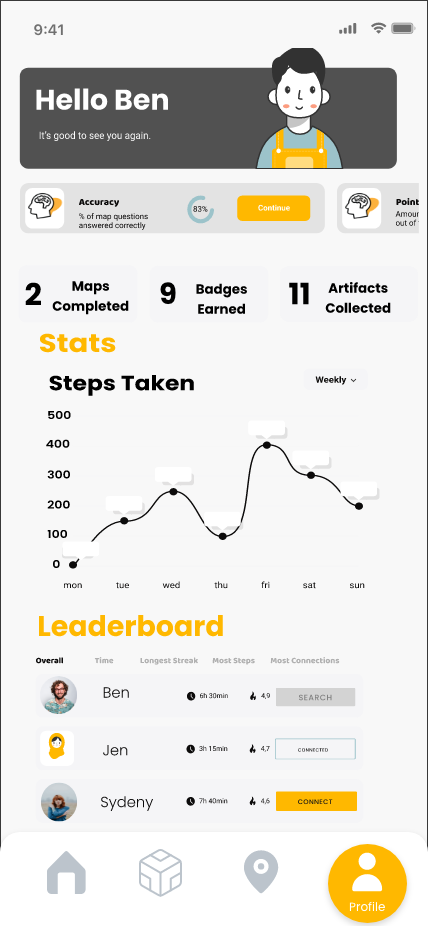 9:41
Hello Ben
It's good to see you again.
Accuracy
% of map questions
answered correctly
83%
Continue
Point
Amour
out of
2 Maps
Completed
9 Badges
Earned
11 Artifacts
Collected
Stats
Steps Taken
Weekly
500
400
300
200
100
0
mon tue wed thu fri sat sun
Leaderboard
Overall Time Longest Streak Most Steps Most Connections
Ben 6h 30min 4,9 SEARCH
Jen 3h 15min 4,7 CONNECTED
Sydeny 7h 40min 4,6 CONNECT
Profile